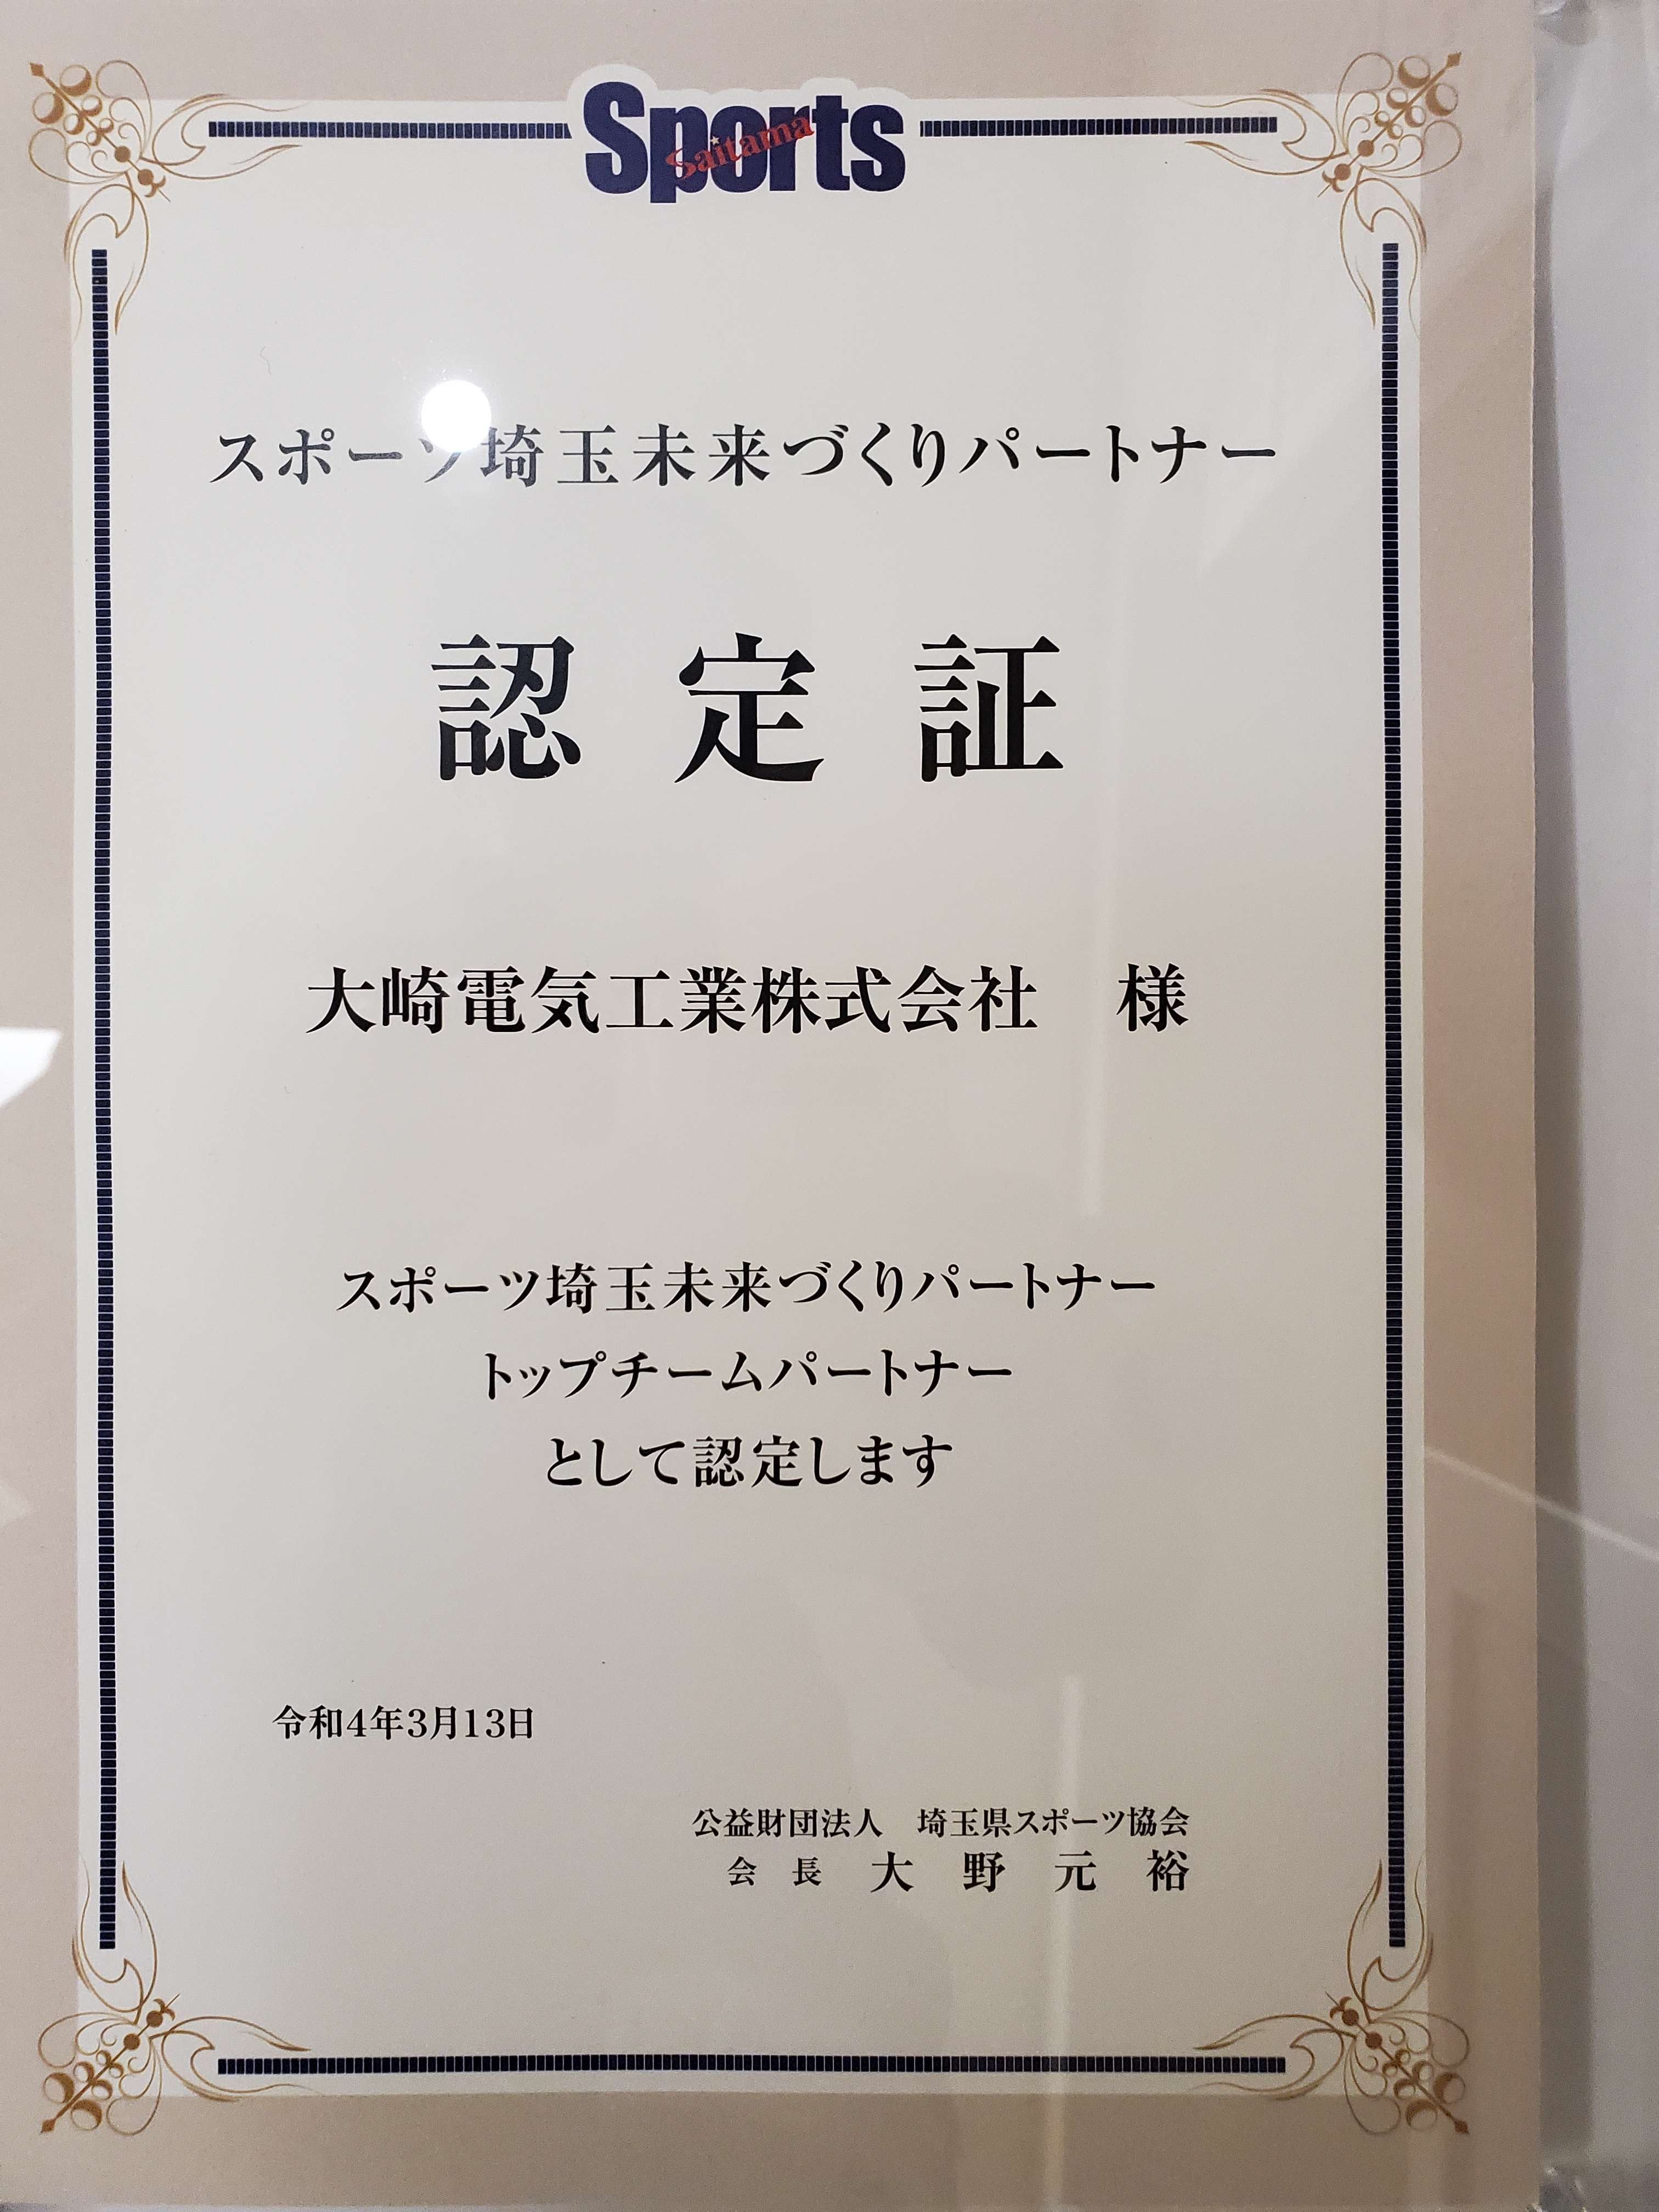 Sports
Saitama
スポーツ埼玉未来づくりパートナー
認定証
大崎電気工業株式会社　様
スポーツ埼玉未来づくりパートナー
トップチームパートナー
として認定します
令和4年3月13日
公益財団法人　埼玉県スポーツ協会
会　長　大　野　元　裕